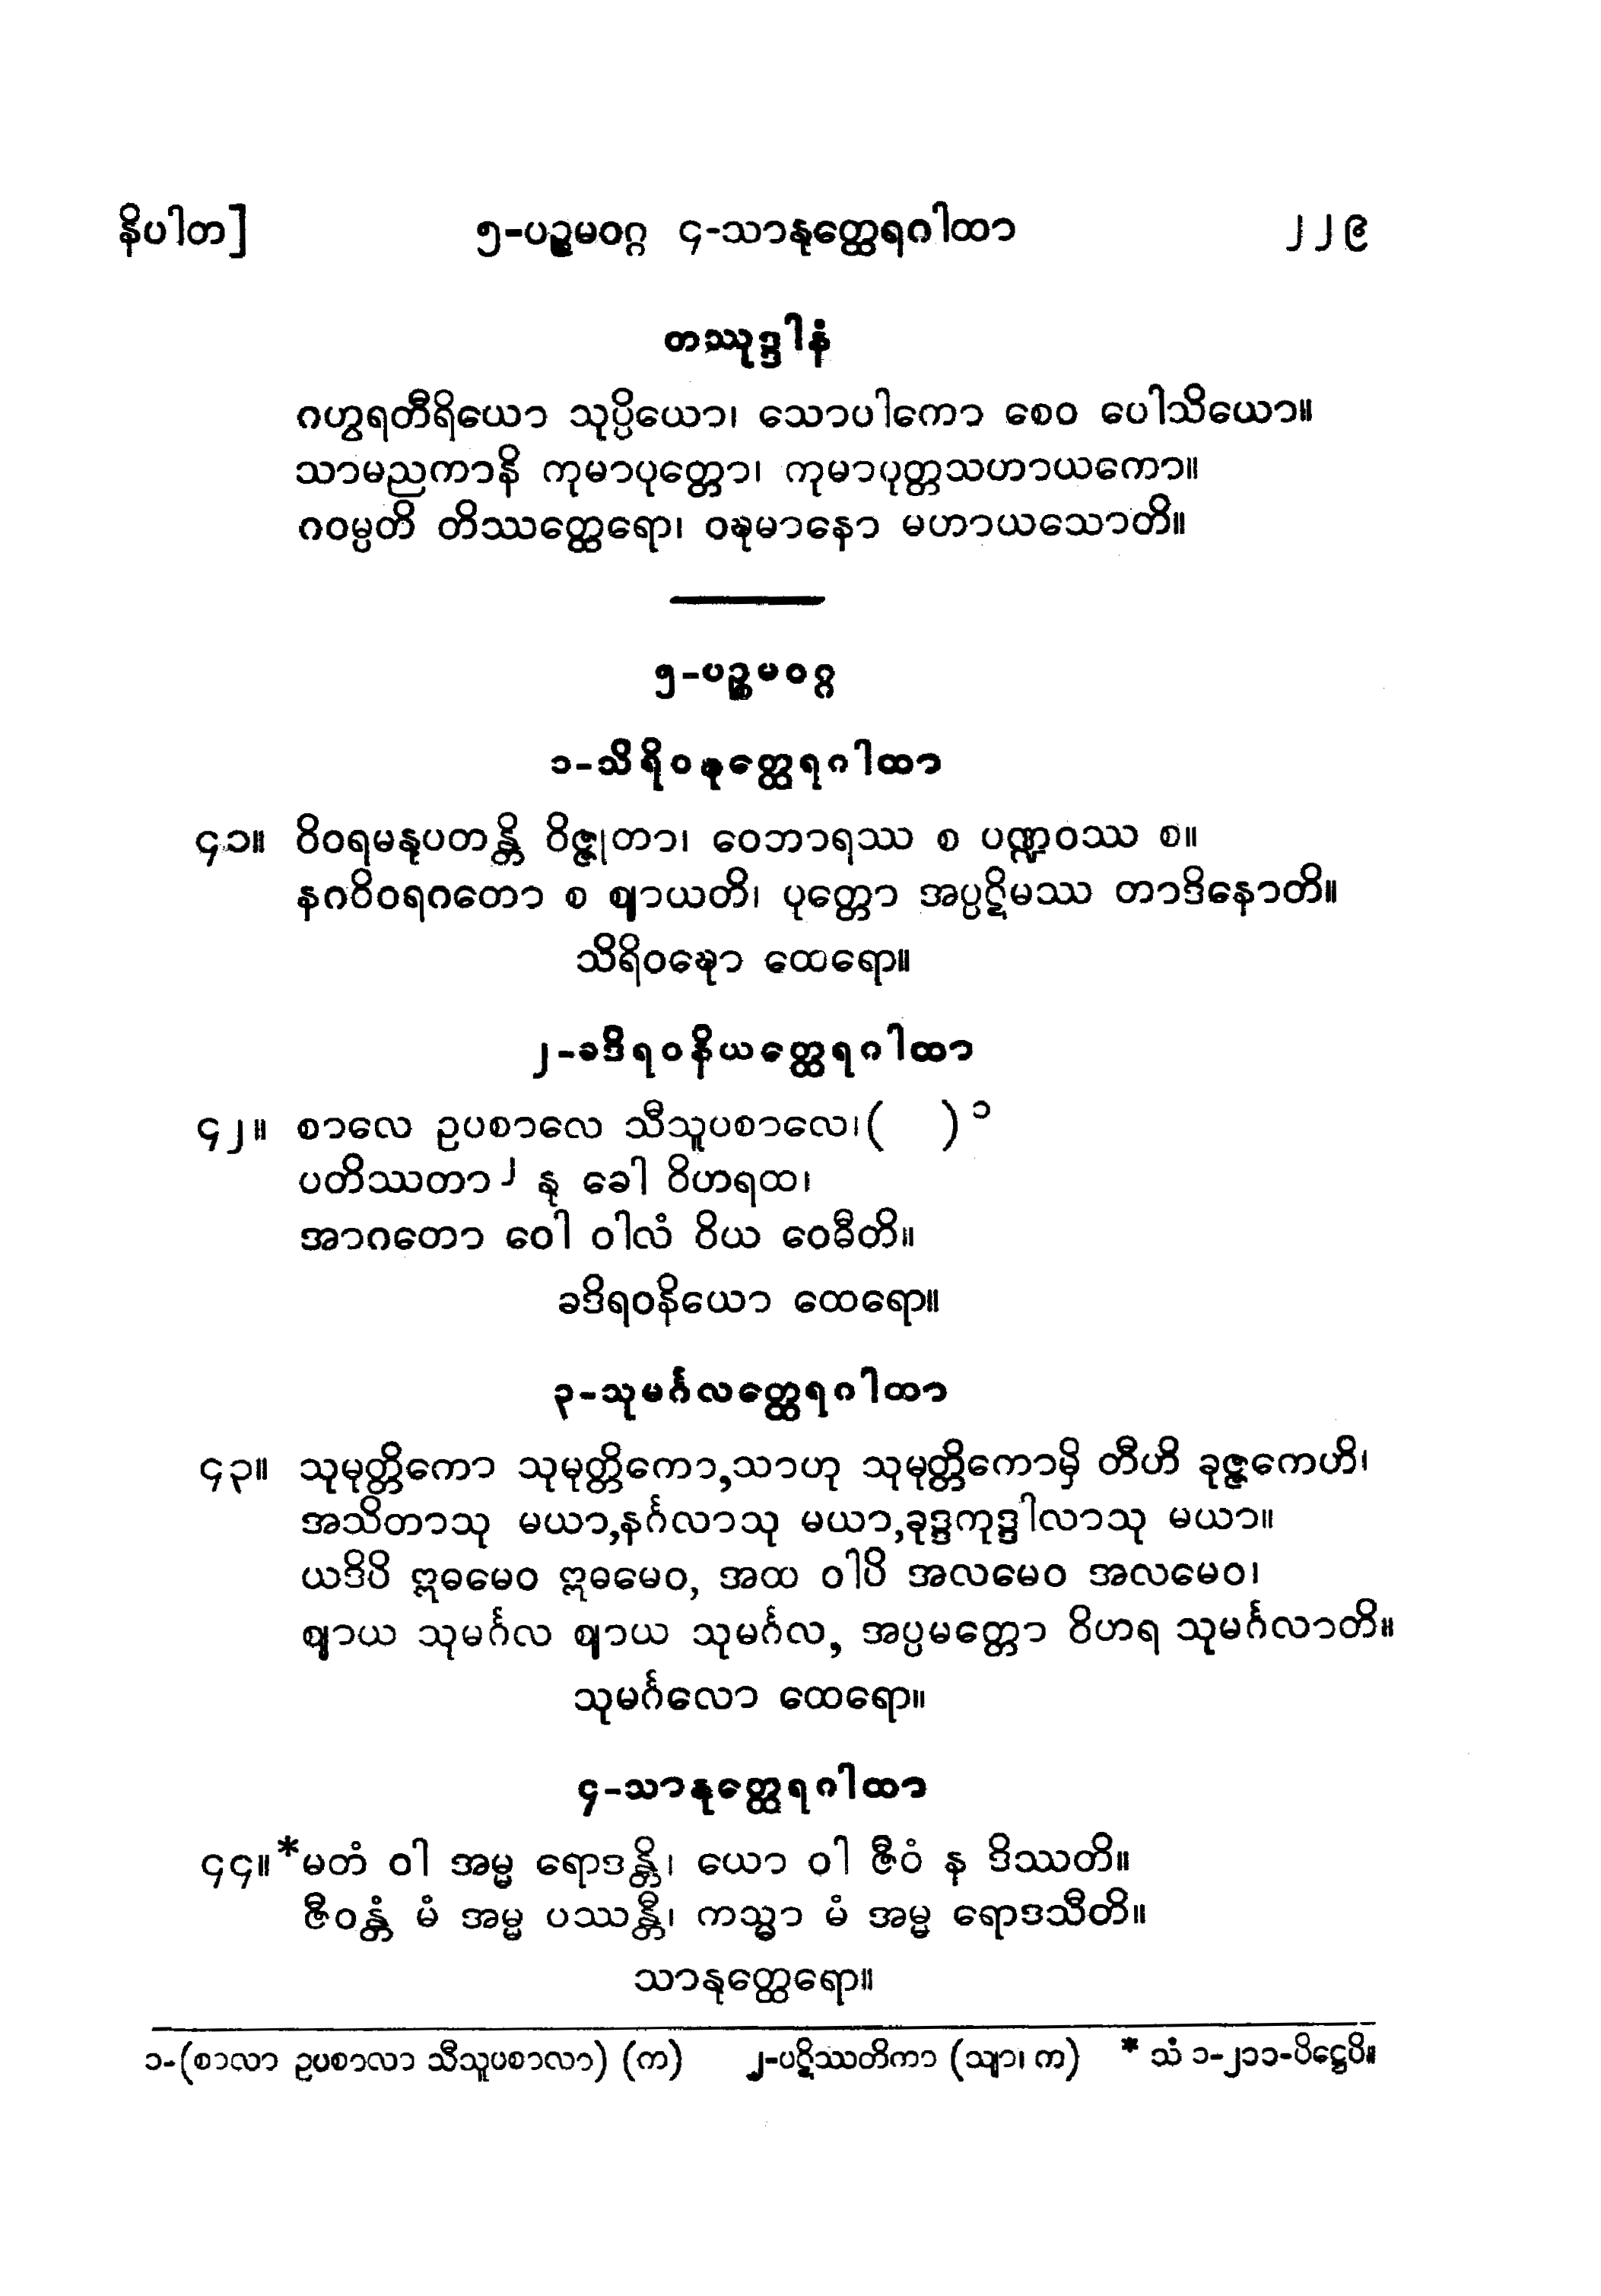 နိပါတ]	၅-ပဉ္စမဝဂ္ဂ ၄-သာနုတ္ထေရဂါထာ	၂၂၉
တဿုဒ္ဒါနံ
ဂဟွရတီရိယော သုပ္ပိယော၊ သောပါကော စေဝ ပေါသိယော။
သာမညကာနိ ကုမာပုတ္တော၊ ကုမာပုတ္တသဟာယကော။
ဂဝမ္ပတိ တိဿတ္ထေရော၊ ဝဍ္ဎမာနော မဟာယသောတိ။
၅-ပဉ္စမဝဂ္ဂ
၁-သိရိဝဍ္ဎတ္ထေရဂါထာ
၄၁။ ဝိဝရမနုပတန္တိ ဝိဇ္ဇုတာ၊ ဝေဘာရဿ စ ပဏ္ဍဝဿ စ။
နဂဝိဝရဂတော စ ဈာယတိ၊ ပုတ္တော အပ္ပဋိမဿ တာဒိနောတိ။
သိရိဝဍ္ဎော ထေရော။
၂-ခဒိရဝနိယတ္ထေရဂါထာ
၄၂။ စာလေ ဥပစာလေ သီသူပစာလေ၊( )၁
ပတိဿတာ၂ နု ခေါ ဝိဟရထ၊
အာဂတော ဝေါ ဝါလံ ဝိယ ဝေဓီတိ။
ခဒိရဝနိယော ထေရော။
၃-သုမင်္ဂလတ္ထေရဂါထာ
၄၃။ သုမုတ္တိကော သုမုတ္တိကော,သာဟု သုမုတ္တိကောမှိ တီဟိ ခုဇ္ဇကေဟိ၊
အသိတာသု မယာ,နင်္ဂလာသု မယာ,ခုဒ္ဒကုဒ္ဒါလာသု မယာ။
ယဒိပိ ဣဓမေဝ ဣဓမေဝ, အထ ဝါပိ အလမေဝ အလမေဝ၊
ဈာယ သုမင်္ဂလ ဈာယ သုမင်္ဂလ, အပ္ပမတ္တော ဝိဟရ သုမင်္ဂလာတိ။
သုမင်္ဂလော ထေရော။
၄-သာနုတ္ထေရဂါထာ
၄၄။*မတံ ဝါ အမ္မ ရောဒန္တိ၊ ယော ဝါ ဇီဝံ န ဒိဿတိ။
ဇီဝန္တံ မံ အမ္မ ပဿန္တီ၊ ကသ္မာ မံ အမ္မ ရောဒသီတိ။
သာနုတ္ထေရော။
၁-(စာလာ ဥပစာလာ သီသူပစာလာ) (က)	၂-ပဋိဿတိကာ (သျာ၊ က)	* သံ ၁-၂၁၁-ပိဋ္ဌေပိ။